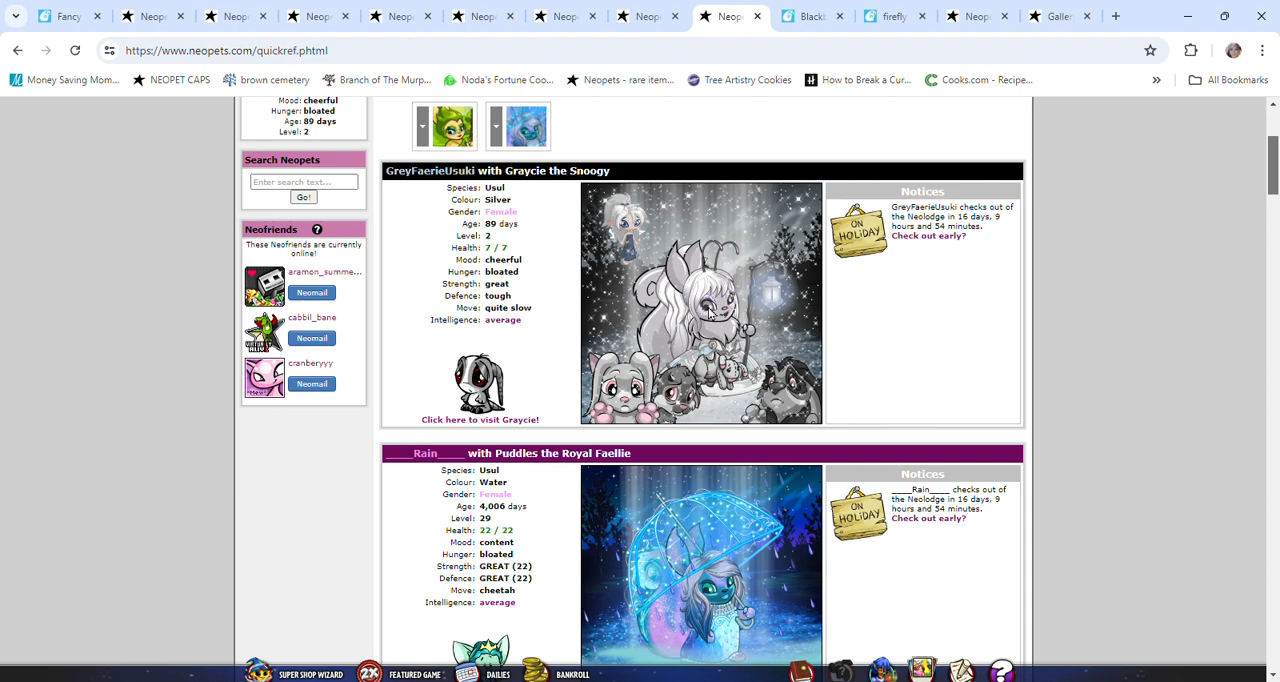 Fancy
Neop
Neop
Neop
Neop
Neop
Neop
Neop
Neop
Black
firefly
Neop
Galler
https://www.neopets.com/quickref.phtml
Money Saving Mom...
NEOPET CAPS
brown cemetery
Branch of The Murp...
Noda's Fortune Coo...
Neopets - rare item...
Tree Artistry Cookies
How to Break a Cur...
Cooks.com - Recipe...
All Bookmarks
Mood: cheerful
Hunger: bloated
Age: 89 days
Level: 2
Search Neopets
Enter search text...
Go!
Neofriends ?
These Neofriends are currently
online!
aramon_summe...
Neomail
cabbil_bane
Neomail
cranberyyy
Neomail
GreyFaerieUsuki with Graycie the Snoogy
Species: Usul
Colour: Silver
Gender: Female
Age: 89 days
Level: 2
Health: 7 / 7
Mood: cheerful
Hunger: bloated
Strength: great
Defence: tough
Move: quite slow
Intelligence: average
Click here to visit Graycie!
Notices
ON HOLIDAY
GreyFaerieUsuki checks out of
the Neolodge in 16 days, 9
hours and 54 minutes.
Check out early?
____Rain____ with Puddles the Royal Faellie
Species: Usul
Colour: Water
Gender: Female
Age: 4,006 days
Level: 29
Health: 22 / 22
Mood: content
Hunger: bloated
Strength: GREAT (22)
Defence: GREAT (22)
Move: cheetah
Intelligence: average
Notices
ON HOLIDAY
____Rain____ checks out of
the Neolodge in 16 days, 9
hours and 54 minutes.
Check out early?
SUPER SHOP WIZARD
2X
FEATURED GAME
DAILIES
BANKROLL
?